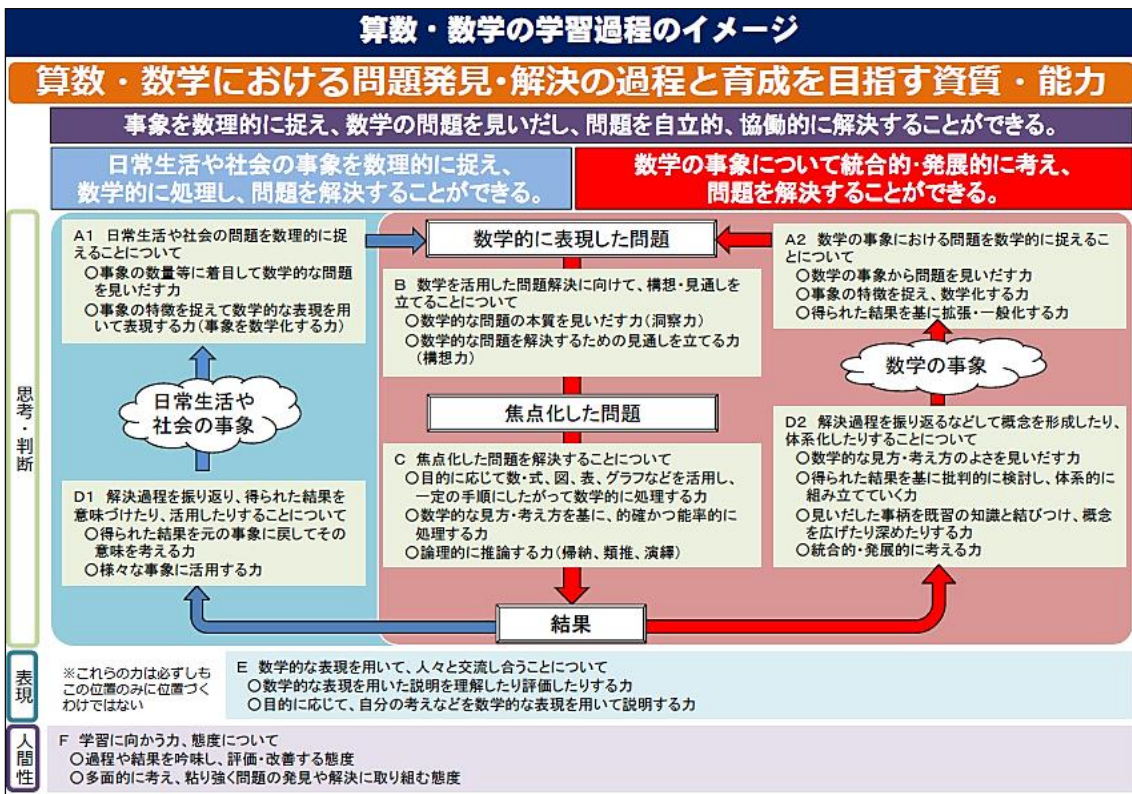 算数・数学の学習過程のイメージ
算数・数学における問題発見・解決の過程と育成を目指す資質・能力
事象を数理的に捉え、数学の問題を見いだし、問題を自立的、協働的に解決することができる。
日常生活や社会の事象を数理的に捉え、
数学的に処理し、問題を解決することができる。
数学の事象について統合的・発展的に考え、
問題を解決することができる。
思考・判断
A1 日常生活や社会の問題を数理的に捉
えることについて
○事象の数量等に着目して数学的な問題
を見いだす力
○事象の特徴を捉えて数学的な表現を用
いて表現する力（事象を数学化する力）
日常生活や
社会の事象
D1 解決過程を振り返り、得られた結果を
意味づけたり、活用したりすることについて
○得られた結果を元の事象に戻してその
意味を考える力
○様々な事象に活用する力
数学的に表現した問題
B 数学を活用した問題解決に向けて、構想・見通しを
立てることについて
○数学的な問題の本質を見いだす力（洞察力）
○数学的な問題を解決するための見通しを立てる力
（構想力）
焦点化した問題
C 焦点化した問題を解決することについて
○目的に応じて数・式、図、表、グラフなどを活用し、
一定の手順にしたがって数学的に処理する力
○数学的な見方・考え方を基に、的確かつ能率的に
処理する力
○論理的に推論する力（帰納、類推、演繹）
結果
A2 数学の事象における問題を数学的に捉えるこ
とについて
○数学の事象から問題を見いだす力
○事象の特徴を捉え、数学化する力
○得られた結果を基に拡張・一般化する力
数学の事象
D2 解決過程を振り返るなどして概念を形成したり、
体系化したりすることについて
○数学的な見方・考え方のよさを見いだす力
○得られた結果を基に批判的に検討し、体系的に
組み立てていく力
○見いだした事柄を既習の知識と結びつけ、概念
を広げたり深めたりする力
○統合的・発展的に考える力
表現
※これらの力は必ずしも
この位置のみに位置づく
わけではない
E 数学的な表現を用いて、人々と交流し合うことについて
○数学的な表現を用いた説明を理解したり評価したりする力
○目的に応じて、自分の考えなどを数学的な表現を用いて説明する力
人間性
F 学習に向かう力、態度について
○過程や結果を吟味し、評価・改善する態度
○多面的に考え、粘り強く問題の発見や解決に取り組む態度